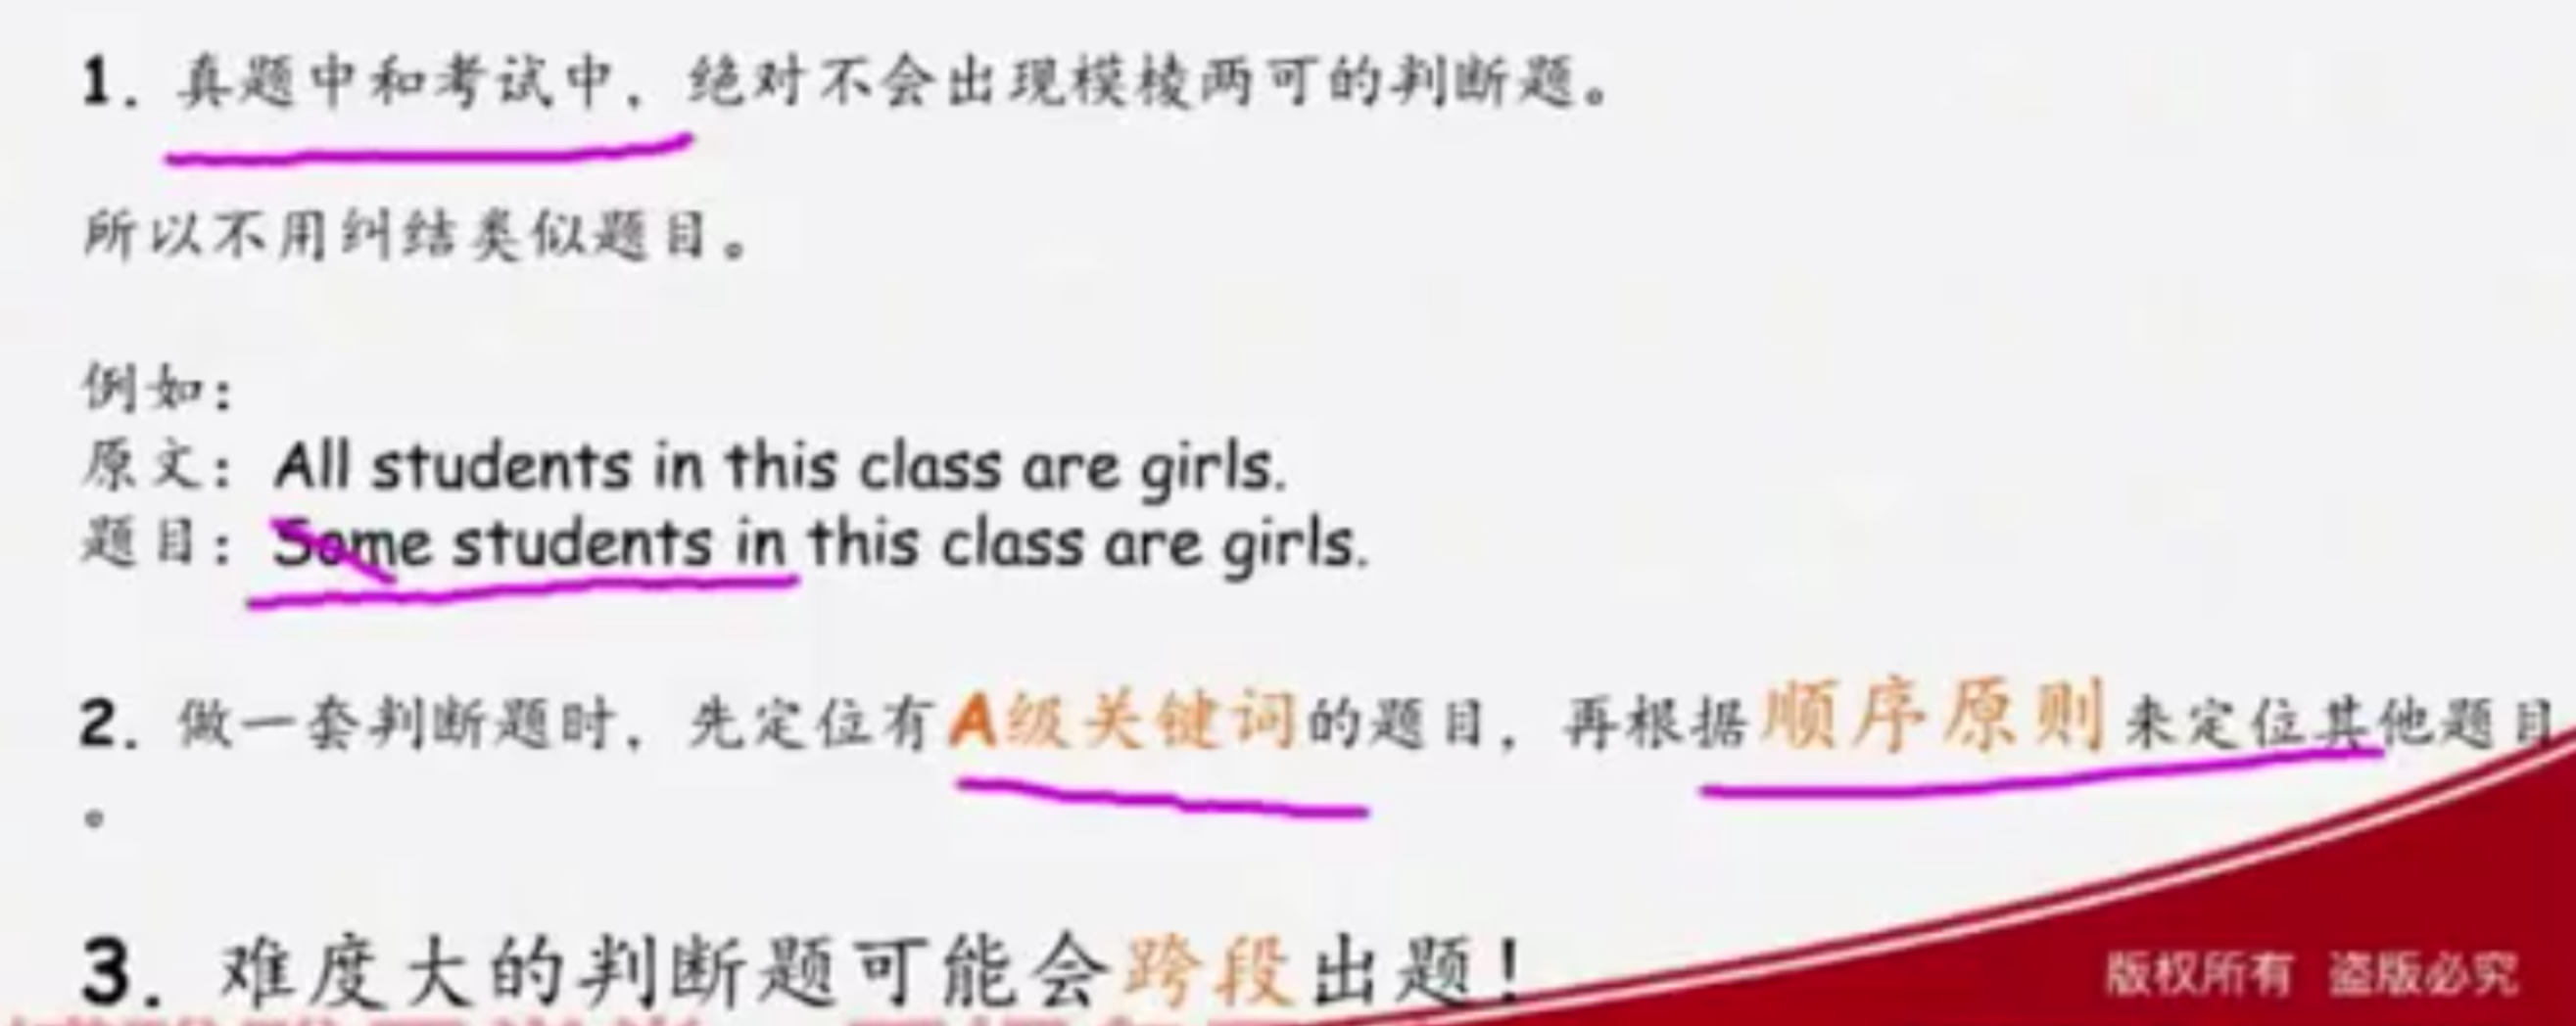 1. 真题中和考试中，绝对不会出现模棱两可的判断题。
所以不用纠结类似题目。
例如：
原文： All students in this class are girls.
题目： Some students in this class are girls.
2. 做一套判断题时，先定位有A级关键词的题目，再根据顺序原则来定位其他题目
。
3. 难度大的判断题可能会跨段出题！
版权所有 盗版必究